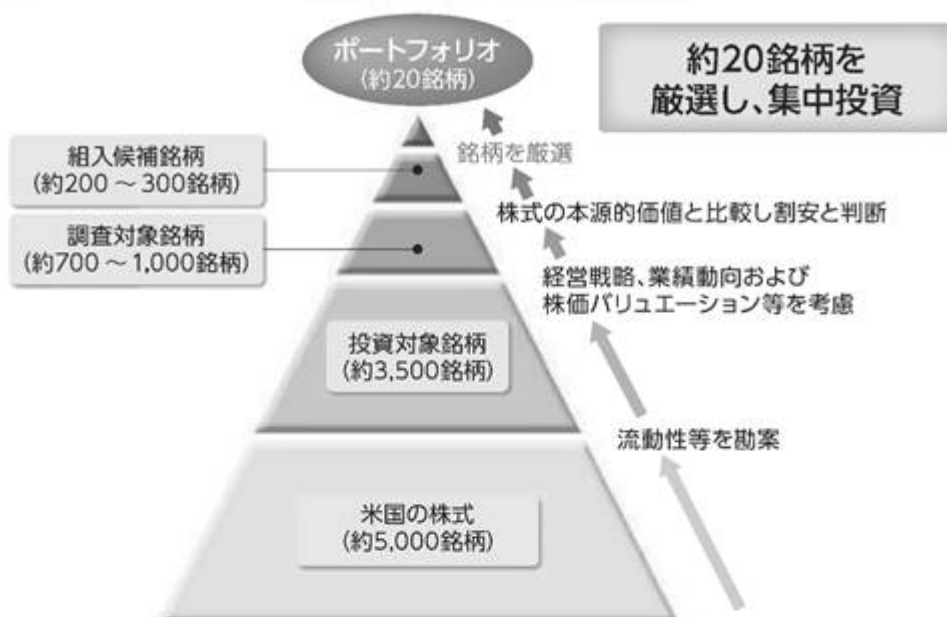 ポートフォリオ
(約20銘柄)
約20銘柄を
厳選し、集中投資
銘柄を厳選
組入候補銘柄
(約200 ～ 300銘柄)
株式の本源的価値と比較し割安と判断
調査対象銘柄
(約700 ～ 1,000銘柄)
経営戦略、業績動向および
株価バリュエーション等を考慮
投資対象銘柄
(約3,500銘柄)
流動性等を勘案
米国の株式
(約5,000銘柄)